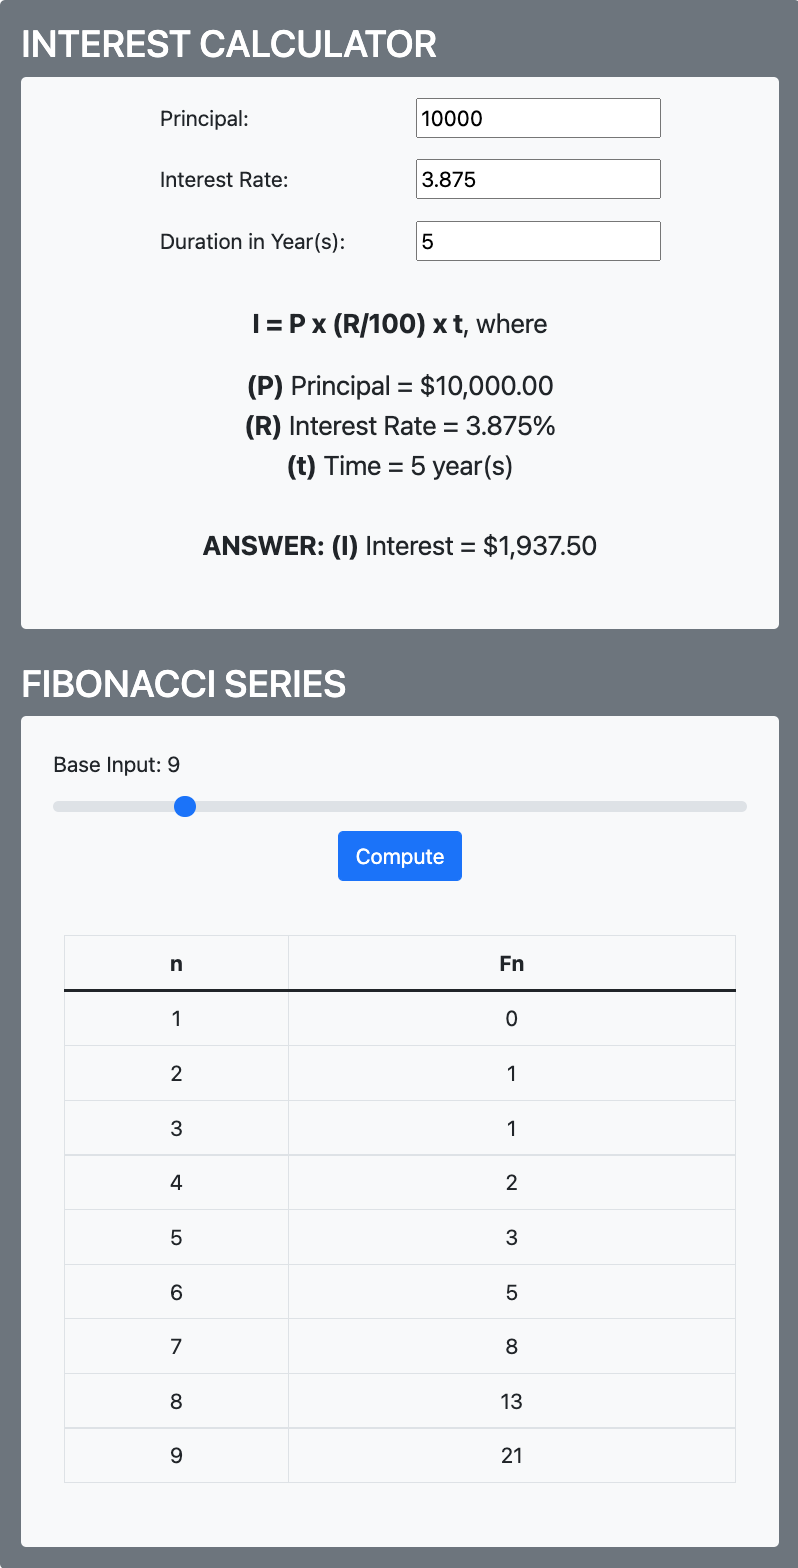 INTEREST CALCULATOR
Principal: 10000
Interest Rate: 3.875
Duration in Year(s): 5
I = P x (R/100) x t, where
(P) Principal = $10,000.00
(R) Interest Rate = 3.875%
(t) Time = 5 year(s)
ANSWER: (I) Interest = $1,937.50
FIBONACCI SERIES
Base Input: 9
Compute
n Fn
1 0
2 1
3 1
4 2
5 3
6 5
7 8
8 13
9 21